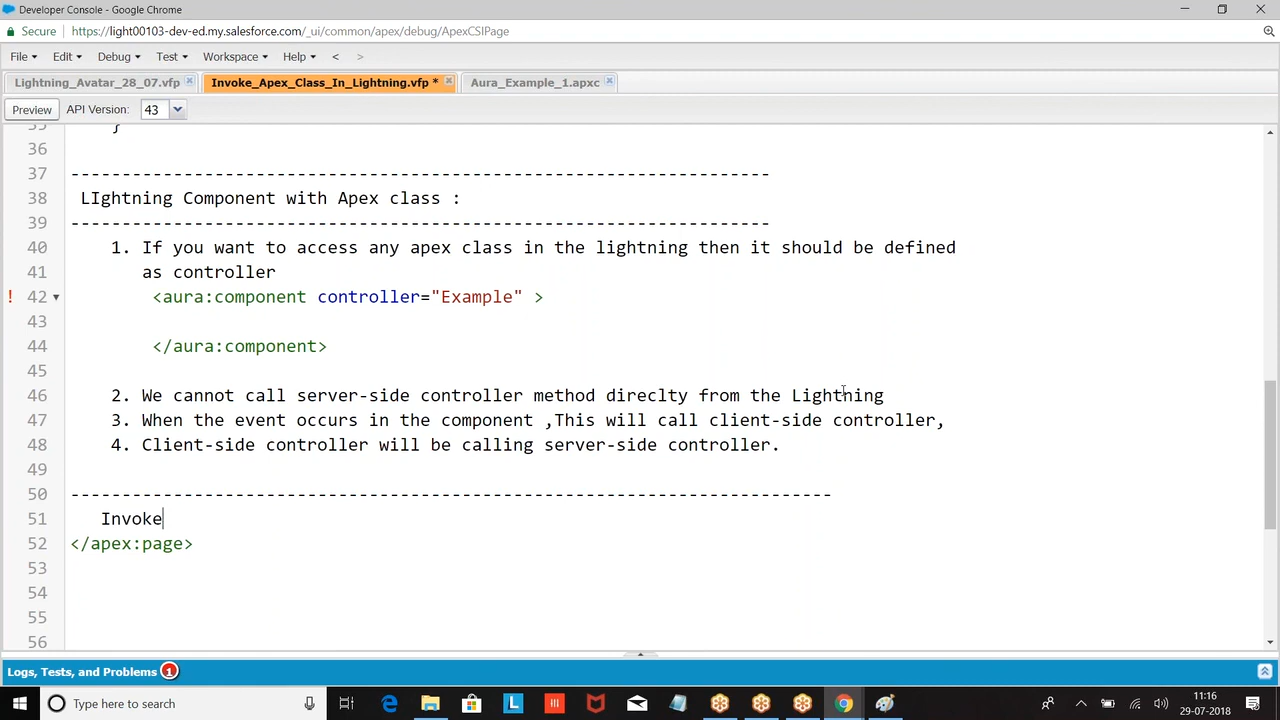 Developer Console - Google Chrome
Secure | https://light00103-dev-ed.my.salesforce.com/_ui/common/apex/debug/ApexCSIPage
File Edit Debug Test Workspace Help < >
Lightning_Avatar_28_07.vfp Invoke_Apex_Class_In_Lightning.vfp * Aura_Example_1.apxc
Preview API Version: 43
35 }
36
37 --------------------------------------------------------------------
38 LIghtning Component with Apex class :
39 --------------------------------------------------------------------
40 1. If you want to access any apex class in the lightning then it should be defined
41 as controller
! 42 <aura:component controller="Example" >
43
44 </aura:component>
45
46 2. We cannot call server-side controller method direclty from the Lightning
47 3. When the event occurs in the component ,This will call client-side controller,
48 4. Client-side controller will be calling server-side controller.
49
50 --------------------------------------------------------------------------
51 Invoke
52 </apex:page>
53
54
55
56
Logs, Tests, and Problems 1
Type here to search
11:16
29-07-2018